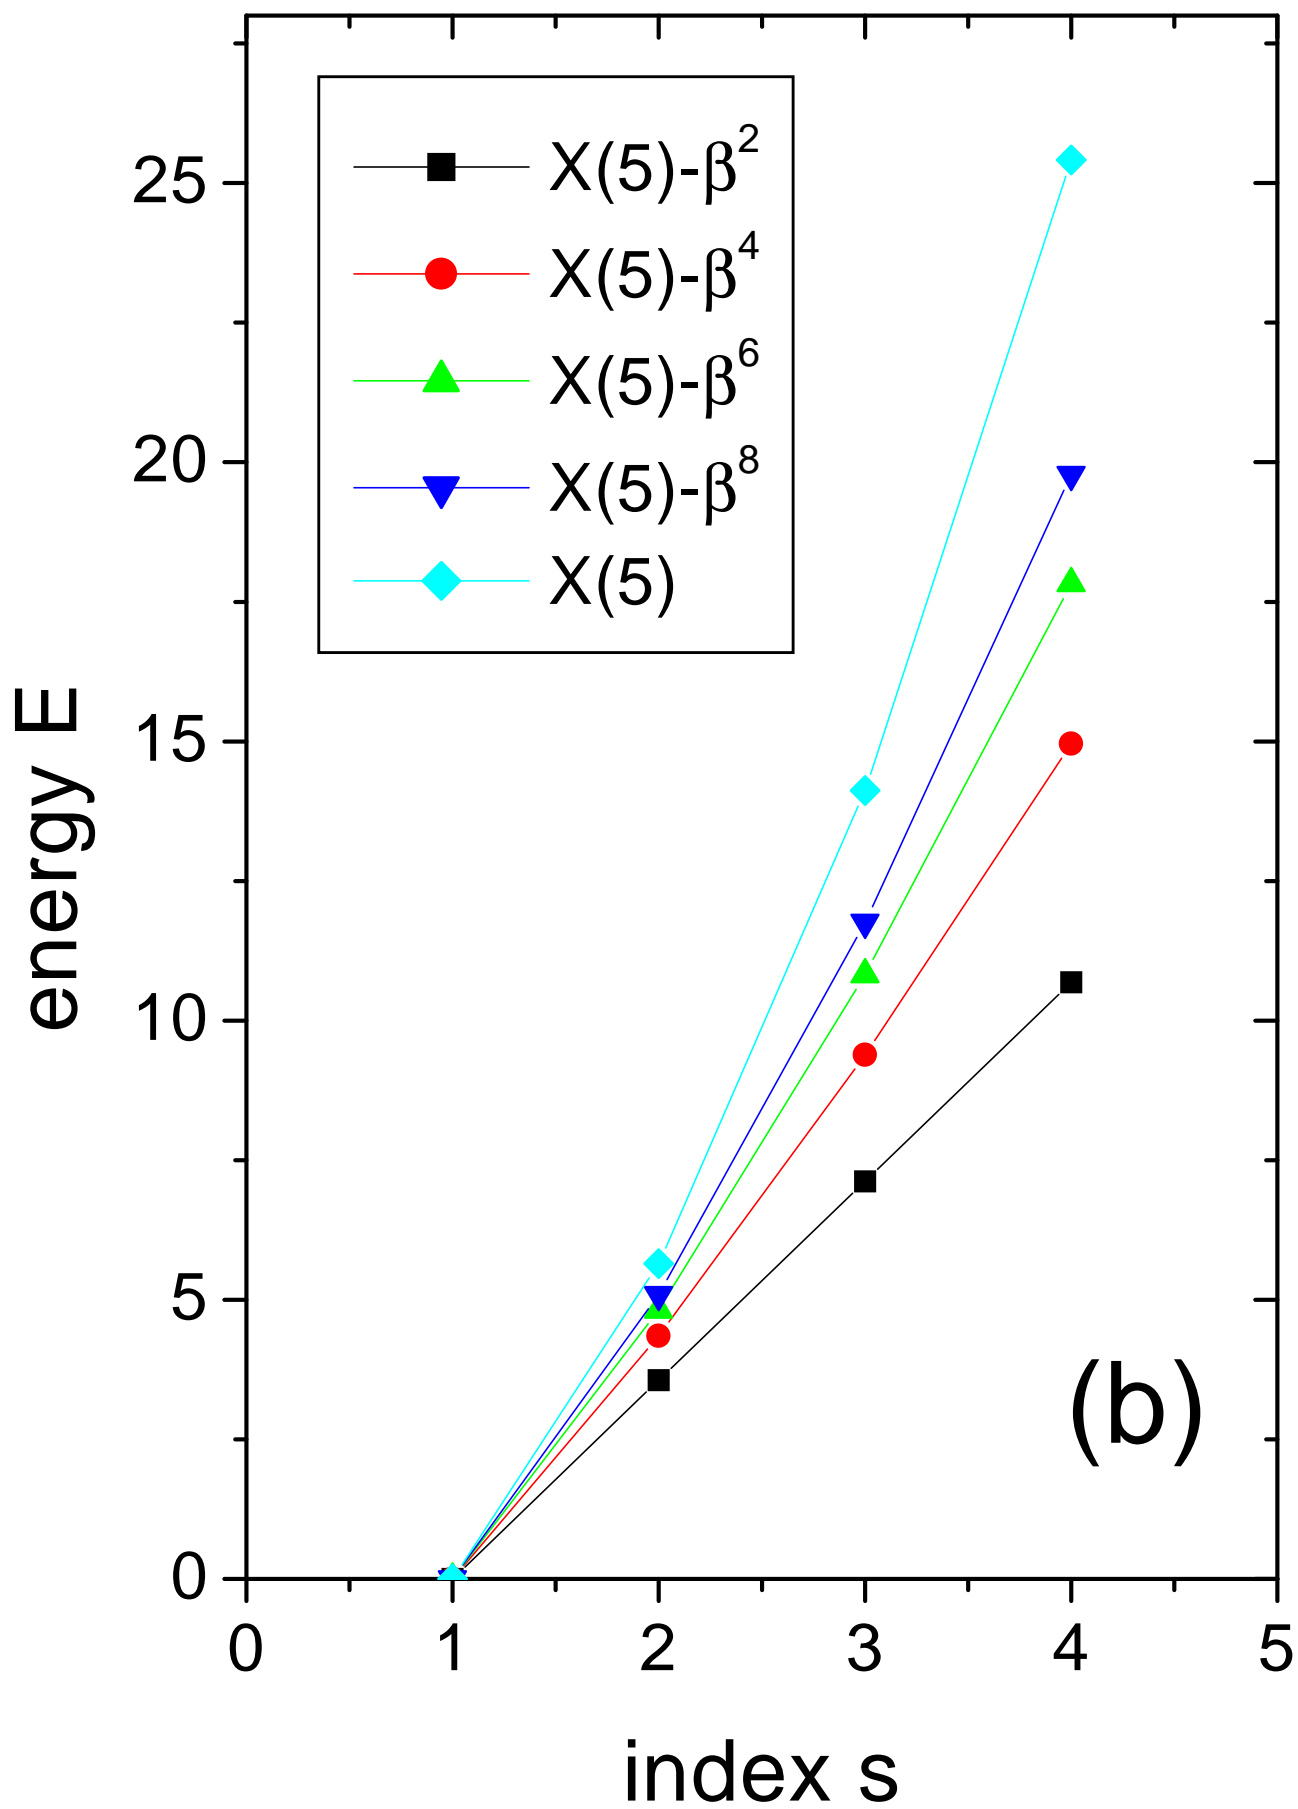 X(5)-β²
X(5)-β⁴
X(5)-β⁶
X(5)-β⁸
X(5)
25
20
15
10
5
0
energy E
(b)
0 1 2 3 4 5
index s